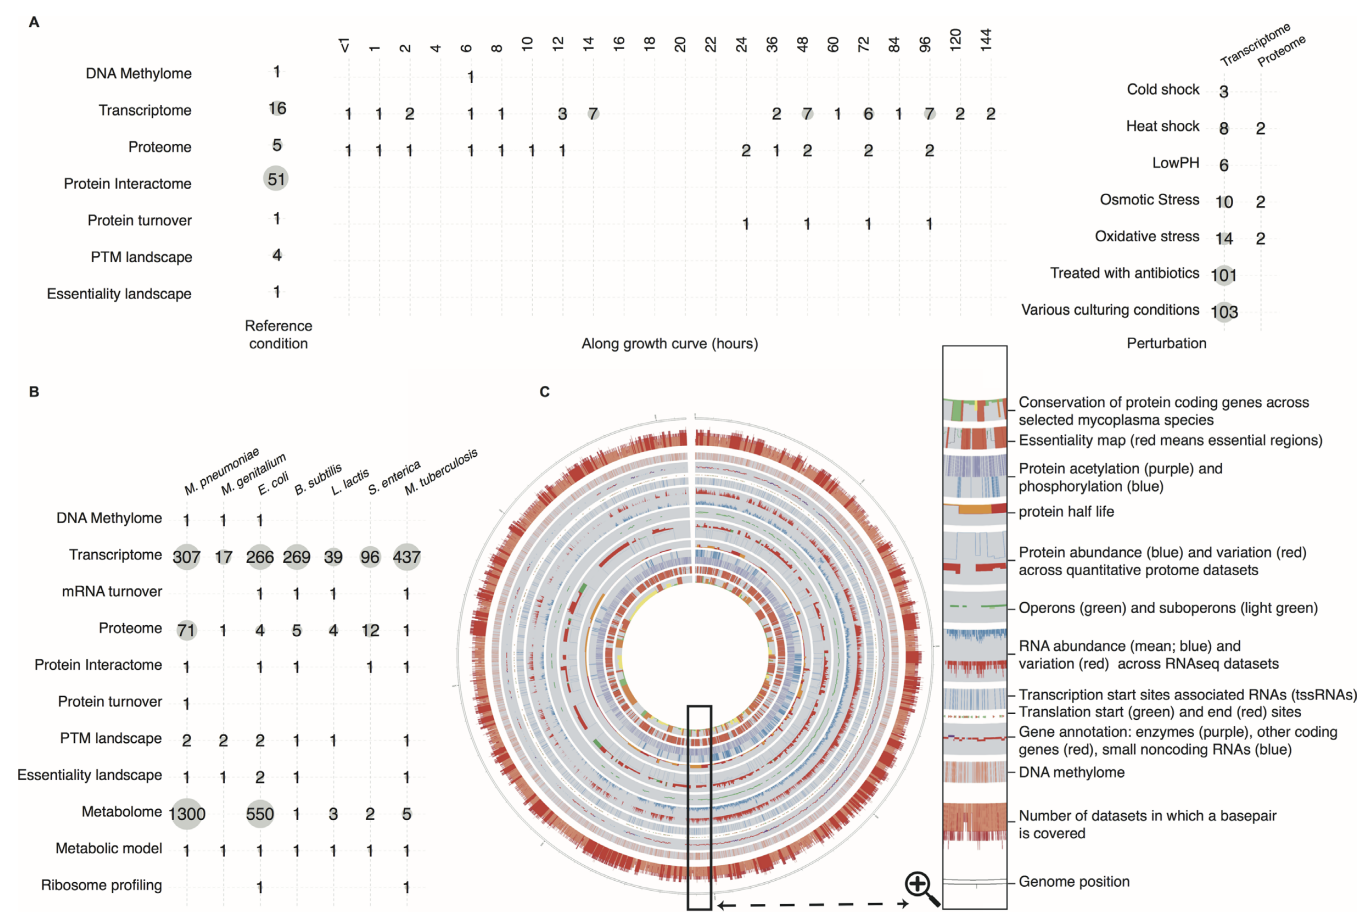 A
<1 1 2 4 6 8 10 12 14 16 18 20 22 24 36 48 60 72 84 96 120 144
Transcriptome
Proteome
DNA Methylome 1 1
Transcriptome 16 1 1 2 1 1 3 7 2 7 1 6 1 7 2 2
Proteome 5 1 1 1 1 1 1 1 2 1 2 2 2
Protein Interactome 51
Protein turnover 1 1 1 1 1
PTM landscape 4
Essentiality landscape 1
Reference
condition
Along growth curve (hours)
Cold shock 3
Heat shock 8 2
LowPH 6
Osmotic Stress 10 2
Oxidative stress 14 2
Treated with antibiotics 101
Various culturing conditions 103
Perturbation
B
M. pneumoniae
M. genitalium
E. coli
B. subtilis
L. lactis
S. enterica
M. tuberculosis
DNA Methylome 1 1 1
Transcriptome 307 17 266 269 39 96 437
mRNA turnover 1 1 1 1
Proteome 71 1 4 5 4 12 1
Protein Interactome 1 1 1 1 1
Protein turnover 1
PTM landscape 2 2 2 1 1 1
Essentiality landscape 1 1 2 1 1
Metabolome 1300 550 1 3 2 5
Metabolic model 1 1 1 1 1 1 1
Ribosome profiling 1 1
C
Conservation of protein coding genes across
selected mycoplasma species
Essentiality map (red means essential regions)
Protein acetylation (purple) and
phosphorylation (blue)
protein half life
Protein abundance (blue) and variation (red)
across quantitative protome datasets
Operons (green) and suboperons (light green)
RNA abundance (mean; blue) and
variation (red) across RNAseq datasets
Transcription start sites associated RNAs (tssRNAs)
Translation start (green) and end (red) sites
Gene annotation: enzymes (purple), other coding
genes (red), small noncoding RNAs (blue)
DNA methylome
Number of datasets in which a basepair
is covered
Genome position